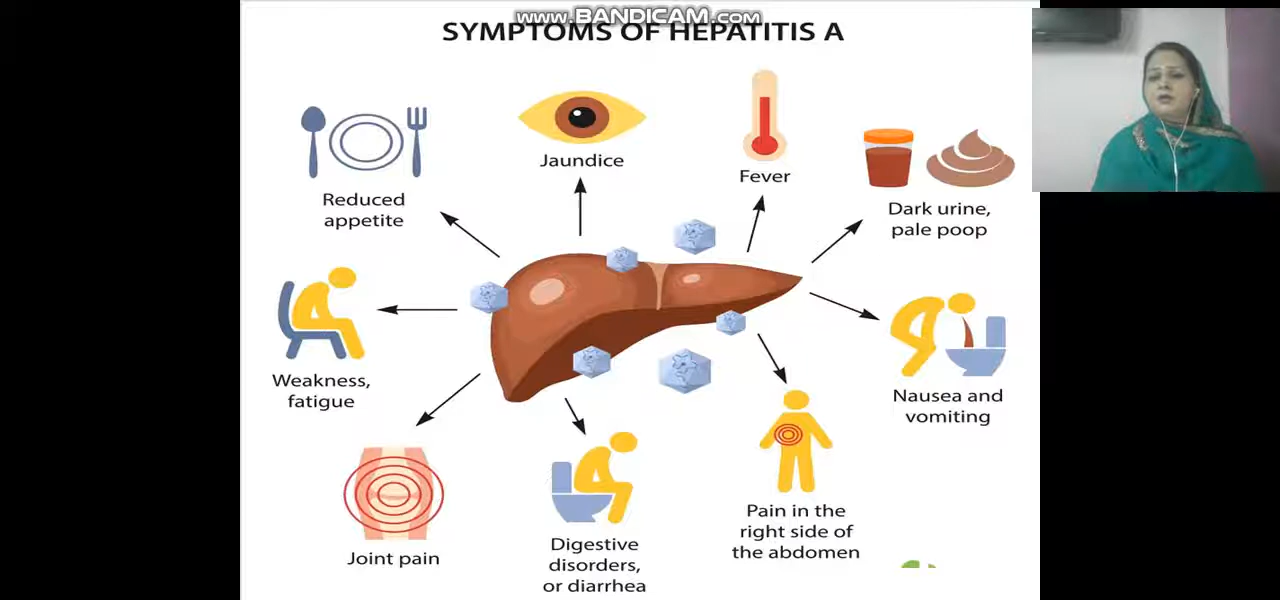 www.BANDICAM.com
SYMPTOMS OF HEPATITIS A
Jaundice
Fever
Reduced
appetite
Dark urine,
pale poop
Weakness,
fatigue
Nausea and
vomiting
Joint pain
Digestive
disorders,
or diarrhea
Pain in the
right side of
the abdomen